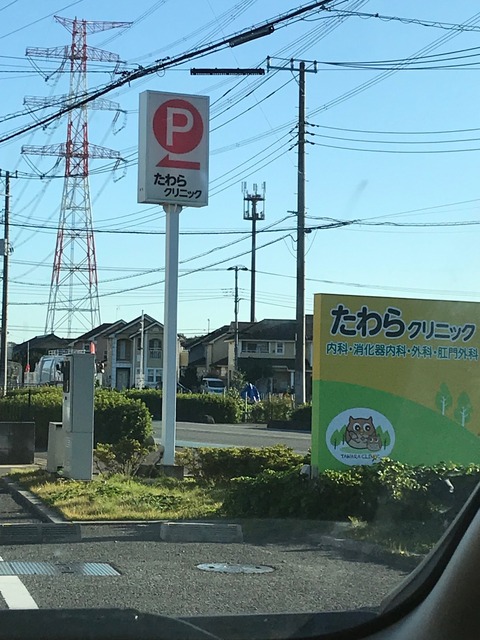 P
たわら
クリニック
たわらクリニック
内科・消化器内科・外科・肛門外科
TAWARA CLINIC